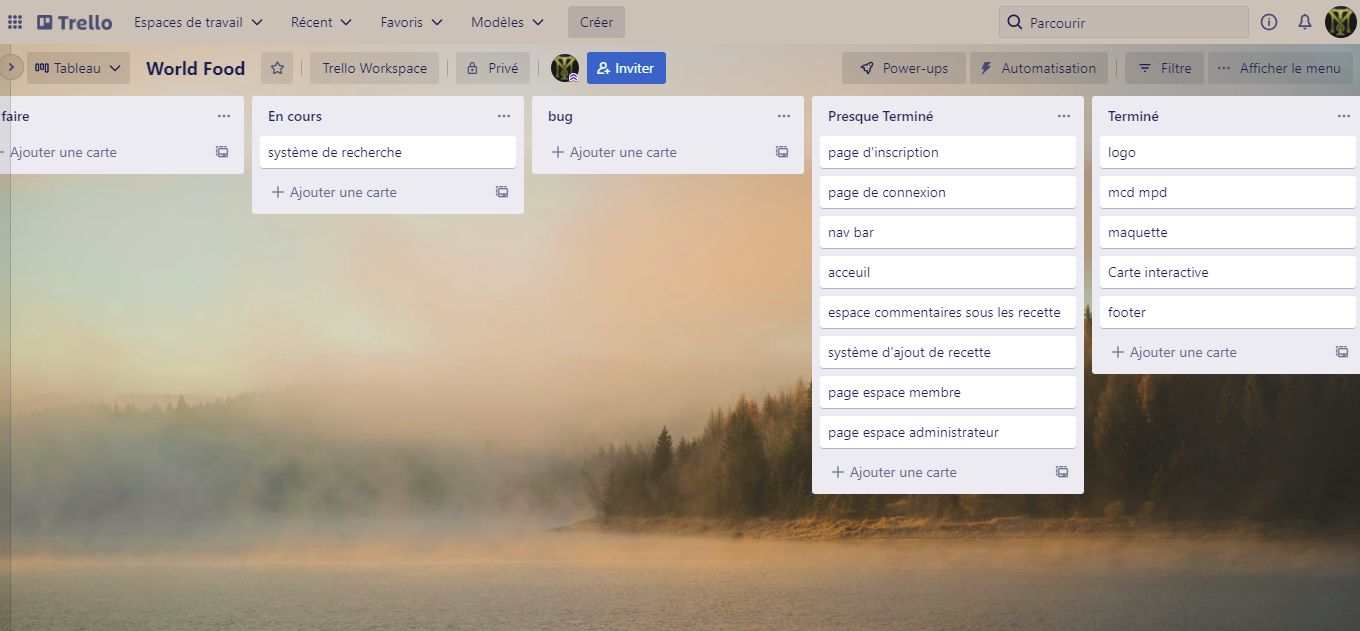 Trello
Espaces de travail
Récent
Favoris
Modèles
Créer
Parcourir
Tableau
World Food
Trello Workspace
Privé
Inviter
Power-ups
Automatisation
Filtre
Afficher le menu
faire
Ajouter une carte
En cours
système de recherche
Ajouter une carte
bug
Ajouter une carte
Presque Terminé
page d'inscription
page de connexion
nav bar
acceuil
espace commentaires sous les recette
système d'ajout de recette
page espace membre
page espace administrateur
Ajouter une carte
Terminé
logo
mcd mpd
maquette
Carte interactive
footer
Ajouter une carte